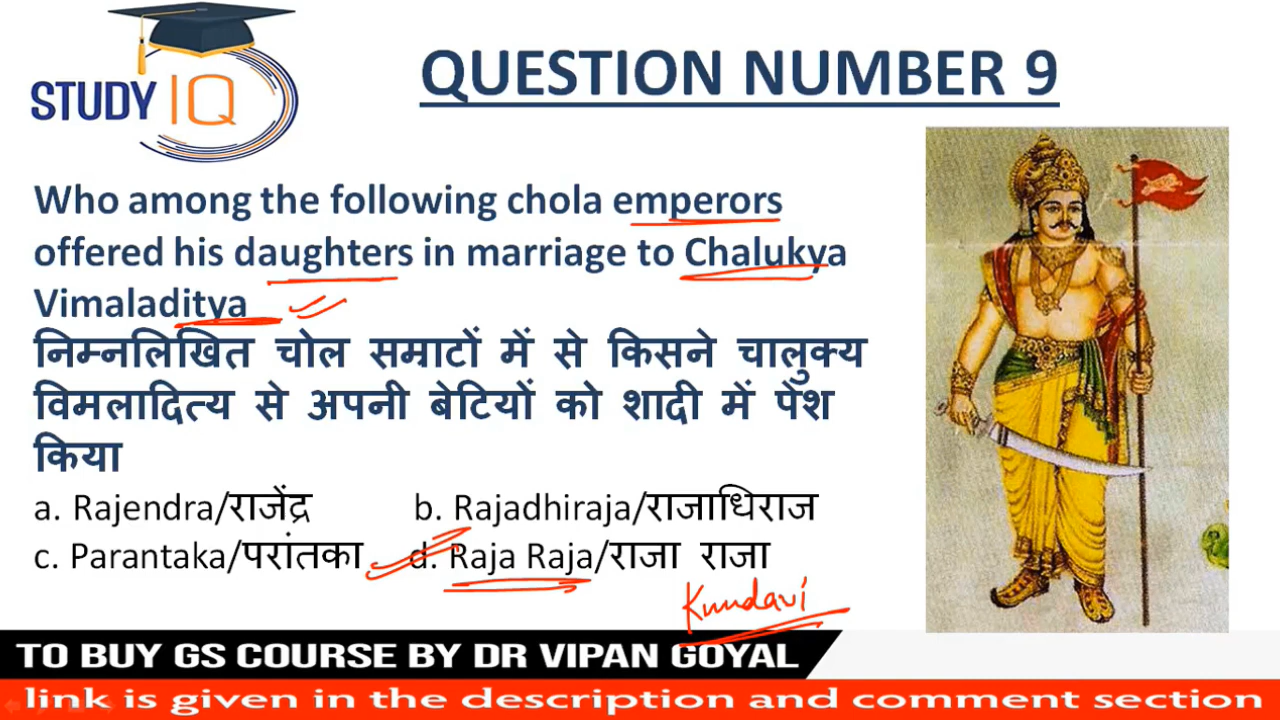 STUDY IQ
QUESTION NUMBER 9
Who among the following chola emperors
offered his daughters in marriage to Chalukya
Vimaladitya
निम्नलिखित चोल सम्राटों में से किसने चालुक्य
विमलादित्य से अपनी बेटियों को शादी में पेश
किया
a. Rajendra/राजेंद्र b. Rajadhiraja/राजाधिराज
c. Parantaka/परांतका d. Raja Raja/राजा राजा
Kundavi
TO BUY GS COURSE BY DR VIPAN GOYAL
link is given in the description and comment section